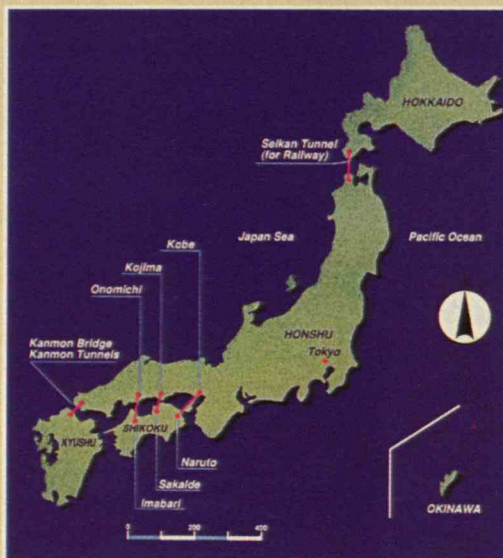 HOKKAIDO
Seikan Tunnel
(for Railway)
Kobe
Japan Sea
Pacific Ocean
Kojima
Onomichi
HONSHU
Tokyo
Kanmon Bridge
Kanmon Tunnels
KYUSHU
SHIKOKU
Naruto
Sakaide
Imabari
OKINAWA
0 200 400